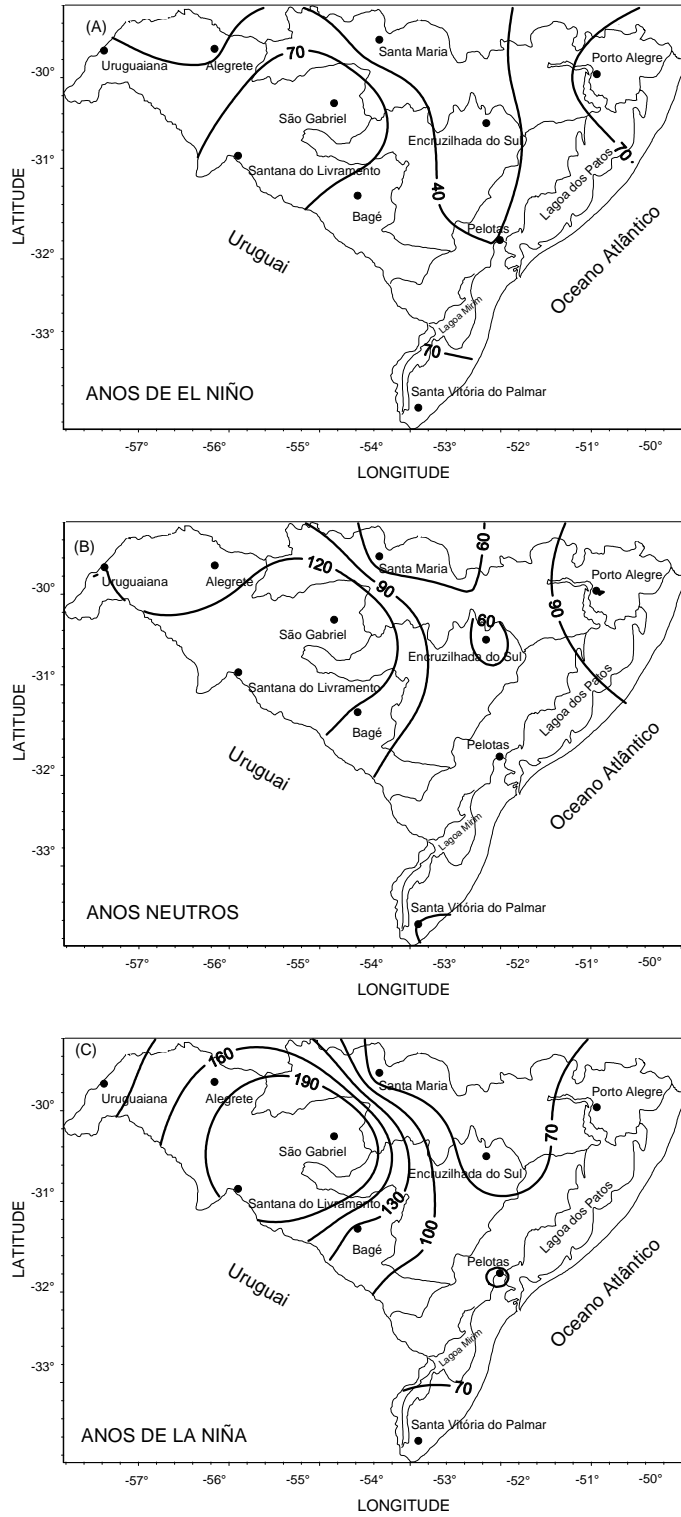 (A)
Santa Maria
Porto Alegre
Uruguaiana
Alegrete
70
-30°
São Gabriel
Encruzilhada do Sul
70
-31°
Santana do Livramento
40
Bagé
Lagoa dos Patos
Pelotas
Uruguai
Oceano Atlântico
-32°
LATITUDE
Lagoa Mirim
-33°
70
ANOS DE EL NIÑO
Santa Vitória do Palmar
-57°
-56°
-55°
-54°
-53°
-52°
-51°
-50°
LONGITUDE
(B)
60
Santa Maria
Porto Alegre
Uruguaiana
Alegrete
120
90
90
-30°
São Gabriel
60
Encruzilhada do Sul
-31°
Santana do Livramento
Bagé
Lagoa dos Patos
Pelotas
Uruguai
Oceano Atlântico
-32°
LATITUDE
Lagoa Mirim
-33°
ANOS NEUTROS
Santa Vitória do Palmar
-57°
-56°
-55°
-54°
-53°
-52°
-51°
-50°
LONGITUDE
(C)
160
190
Santa Maria
Porto Alegre
Uruguaiana
Alegrete
70
-30°
São Gabriel
Encruzilhada do Sul
-31°
Santana do Livramento
130
100
Bagé
Lagoa dos Patos
Pelotas
Uruguai
Oceano Atlântico
-32°
LATITUDE
Lagoa Mirim
-33°
70
ANOS DE LA NIÑA
Santa Vitória do Palmar
-57°
-56°
-55°
-54°
-53°
-52°
-51°
-50°
LONGITUDE